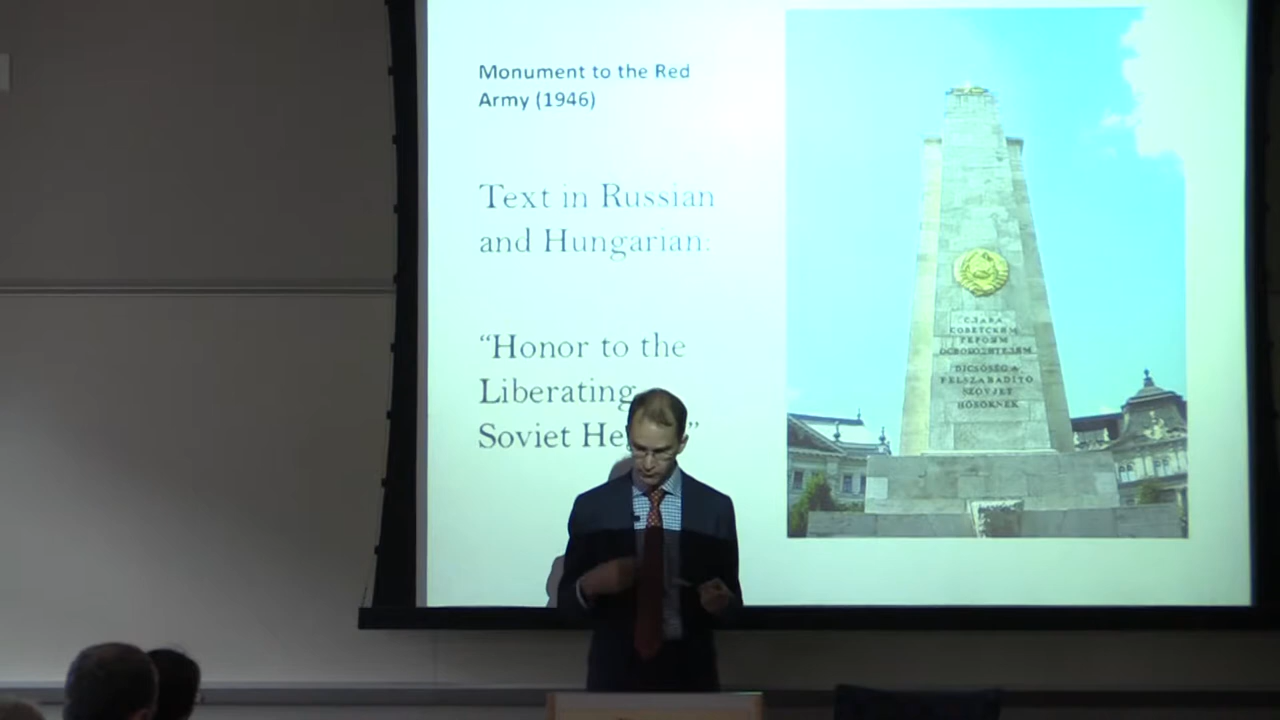 Monument to the Red
Army (1946)
Text in Russian
and Hungarian:
“Honor to the
Liberating
Soviet He ”
СЛАВА
СОВЕТСКИМ
ГЕРОЯМ
ОСВОБОДИТЕЛЯМ
DICSŐSÉG A
FELSZABADÍTÓ
SZOVJET
HŐSÖKNEK